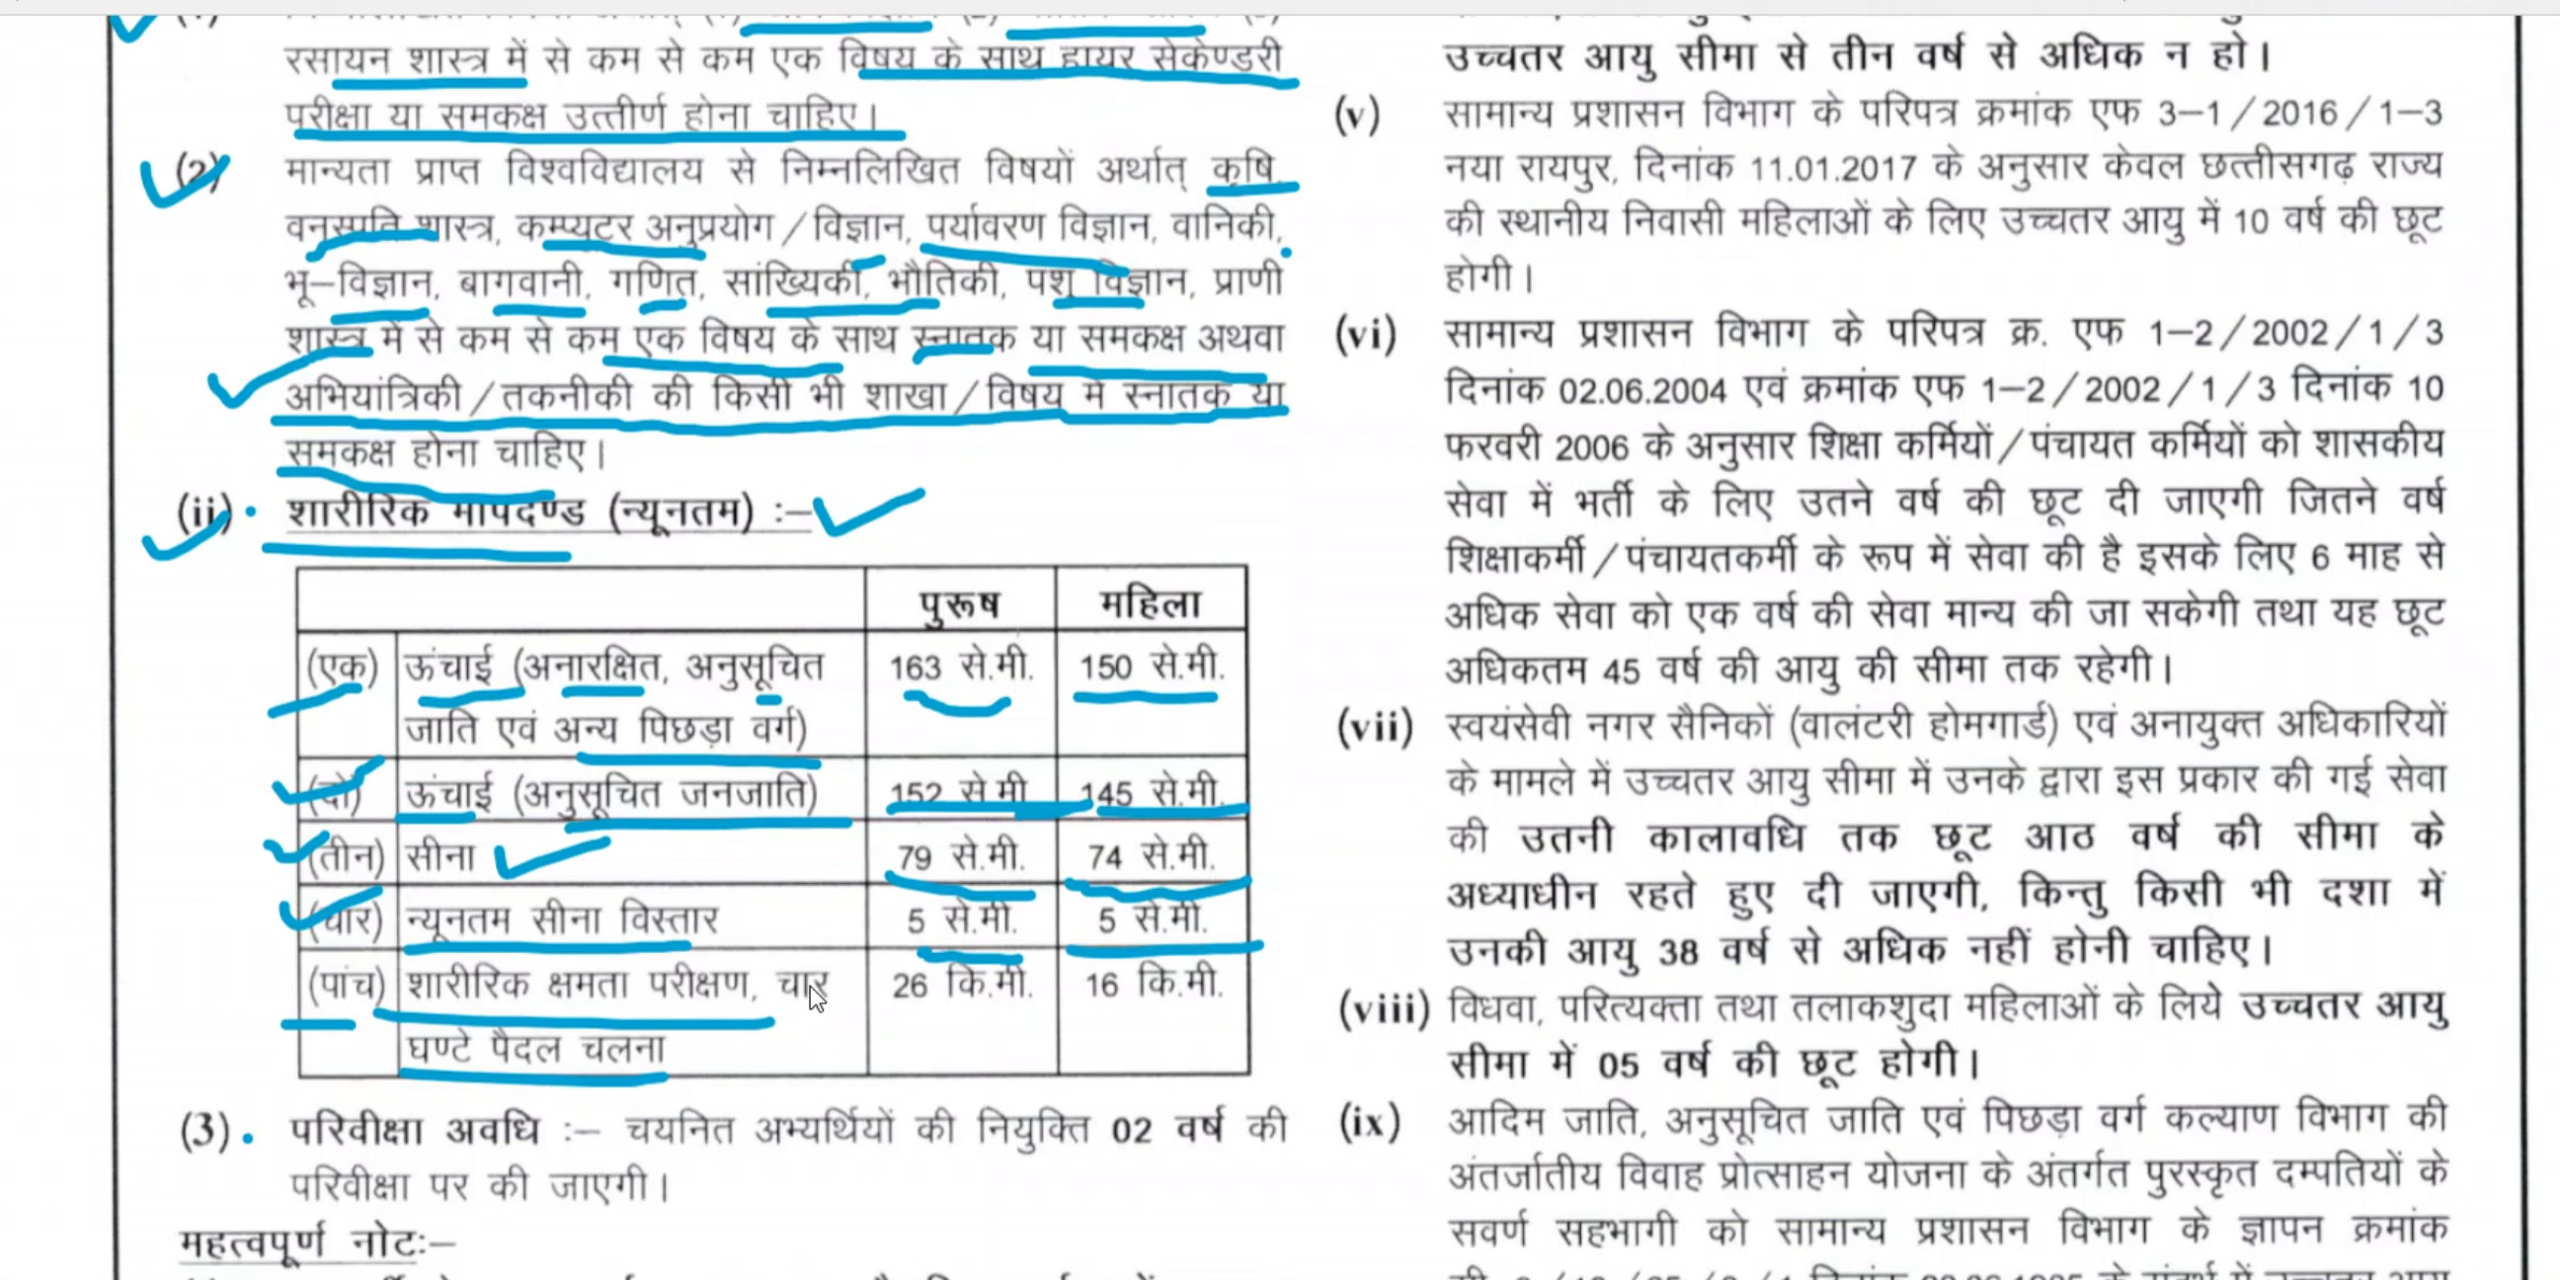 रसायन शास्त्र में से कम से कम एक विषय के साथ हायर सेकेण्डरी
परीक्षा या समकक्ष उत्तीर्ण होना चाहिए।
(2) मान्यता प्राप्त विश्वविद्यालय से निम्नलिखित विषयों अर्थात् कृषि,
वनस्पति शास्त्र, कम्प्यूटर अनुप्रयोग/विज्ञान, पर्यावरण विज्ञान, वानिकी,
भू–विज्ञान, बागवानी, गणित, सांख्यिकी, भौतिकी, पशु विज्ञान, प्राणी
शास्त्र में से कम से कम एक विषय के साथ स्नातक या समकक्ष अथवा
अभियांत्रिकी/तकनीकी की किसी भी शाखा/विषय में स्नातक या
समकक्ष होना चाहिए।
(ii) शारीरिक मापदण्ड (न्यूनतम) :–
पुरूष महिला
(एक) ऊंचाई (अनारक्षित, अनुसूचित 163 से.मी. 150 से.मी.
जाति एवं अन्य पिछड़ा वर्ग)
(दो) ऊंचाई (अनुसूचित जनजाति) 152 से.मी. 145 से.मी.
(तीन) सीना 79 से.मी. 74 से.मी.
(चार) न्यूनतम सीना विस्तार 5 से.मी. 5 से.मी.
(पांच) शारीरिक क्षमता परीक्षण, चार 26 कि.मी. 16 कि.मी.
घण्टे पैदल चलना
(3). परिवीक्षा अवधि :– चयनित अभ्यर्थियों की नियुक्ति 02 वर्ष की
परिवीक्षा पर की जाएगी।
महत्वपूर्ण नोट:–
उच्चतर आयु सीमा से तीन वर्ष से अधिक न हो।
(v) सामान्य प्रशासन विभाग के परिपत्र क्रमांक एफ 3–1/2016/1–3
नया रायपुर, दिनांक 11.01.2017 के अनुसार केवल छत्तीसगढ़ राज्य
की स्थानीय निवासी महिलाओं के लिए उच्चतर आयु में 10 वर्ष की छूट
होगी।
(vi) सामान्य प्रशासन विभाग के परिपत्र क्र. एफ 1–2/2002/1/3
दिनांक 02.06.2004 एवं क्रमांक एफ 1–2/2002/1/3 दिनांक 10
फरवरी 2006 के अनुसार शिक्षा कर्मियों/पंचायत कर्मियों को शासकीय
सेवा में भर्ती के लिए उतने वर्ष की छूट दी जाएगी जितने वर्ष
शिक्षाकर्मी/पंचायतकर्मी के रूप में सेवा की है इसके लिए 6 माह से
अधिक सेवा को एक वर्ष की सेवा मान्य की जा सकेगी तथा यह छूट
अधिकतम 45 वर्ष की आयु की सीमा तक रहेगी।
(vii) स्वयंसेवी नगर सैनिकों (वालंटरी होमगार्ड) एवं अनायुक्त अधिकारियों
के मामले में उच्चतर आयु सीमा में उनके द्वारा इस प्रकार की गई सेवा
की उतनी कालावधि तक छूट आठ वर्ष की सीमा के
अध्याधीन रहते हुए दी जाएगी, किन्तु किसी भी दशा में
उनकी आयु 38 वर्ष से अधिक नहीं होनी चाहिए।
(viii) विधवा, परित्यक्ता तथा तलाकशुदा महिलाओं के लिये उच्चतर आयु
सीमा में 05 वर्ष की छूट होगी।
(ix) आदिम जाति, अनुसूचित जाति एवं पिछड़ा वर्ग कल्याण विभाग की
अंतर्जातीय विवाह प्रोत्साहन योजना के अंतर्गत पुरस्कृत दम्पतियों के
सवर्ण सहभागी को सामान्य प्रशासन विभाग के ज्ञापन क्रमांक